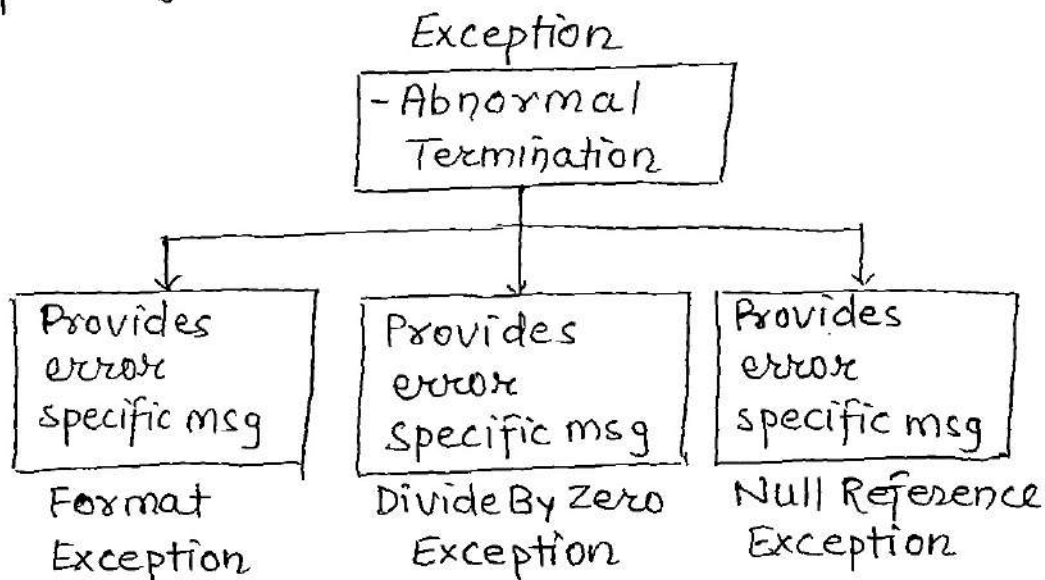 Exception
- Abnormal
Termination
Provides
error
specific msg
Provides
error
specific msg
Provides
error
specific msg
Format
Exception
Divide By Zero
Exception
Null Reference
Exception